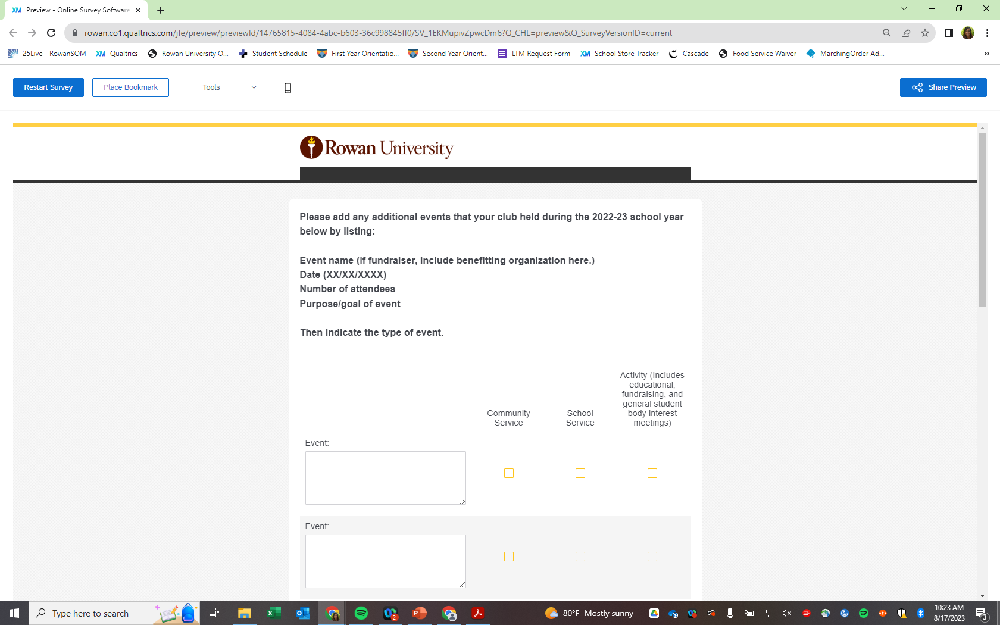 XM Preview - Online Survey Software
rowan.co1.qualtrics.com/jfe/preview/previewId/14765815-4084-4abc-b603-36c998845ff0/SV_1EKMupivZpwcDm6?Q_CHL=preview&Q_SurveyVersionID=current
25Live - RowanSOM XM Qualtrics Rowan University O... Student Schedule First Year Orientatio... Second Year Orient... LTM Request Form XM School Store Tracker Cascade Food Service Waiver MarchingOrder Ad... »
Restart Survey Place Bookmark Tools Share Preview
Rowan University
Please add any additional events that your club held during the 2022-23 school year
below by listing:
Event name (If fundraiser, include benefitting organization here.)
Date (XX/XX/XXXX)
Number of attendees
Purpose/goal of event
Then indicate the type of event.
Community
Service
School
Service
Activity (Includes
educational,
fundraising, and
general student
body interest
meetings)
Event:
Event:
Type here to search
2
80°F Mostly sunny
10:23 AM
8/17/2023
3